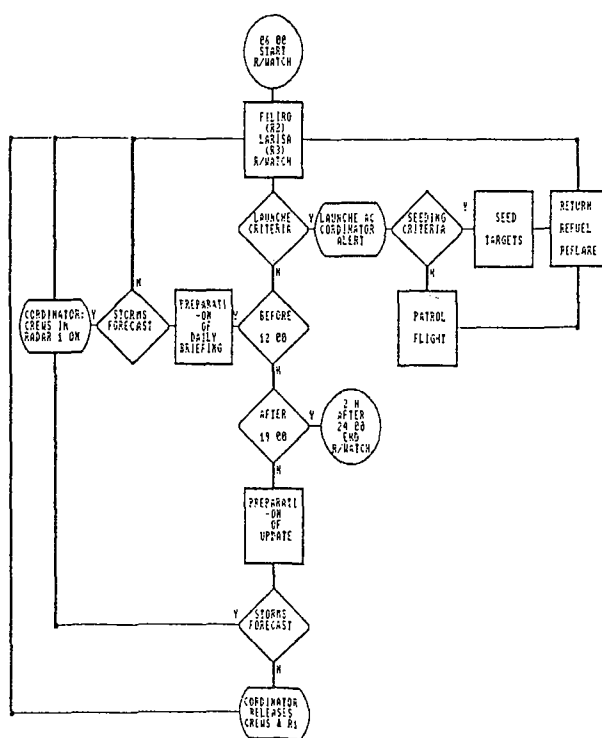 06 00
START
R/WATCH
FILIRO
(R2)
LARISA
(R3)
R/WATCH
LAUNCHE
CRITERIA
Y
LAUNCHE AC
CORDINATOR
ALERT
SEEDING
CRITERIA
Y
SEED
TARGETS
RETURN
REFUEL
REFLARE
N
N
N
PATROL
FLIGHT
CORDINATOR:
CREWS IN
RADAR 1 ON
Y
STORMS
FORECAST
PREPARATI
-ON
OF
DAILY
BRIEFING
Y
BEFORE
12 00
N
AFTER
19 00
Y
2 H
AFTER
24 00
END
R/WATCH
N
PREPARATI
-ON
OF
UPDATE
Y
STORMS
FORECAST
N
CORDINATOR
RELEASES
CREWS & R1